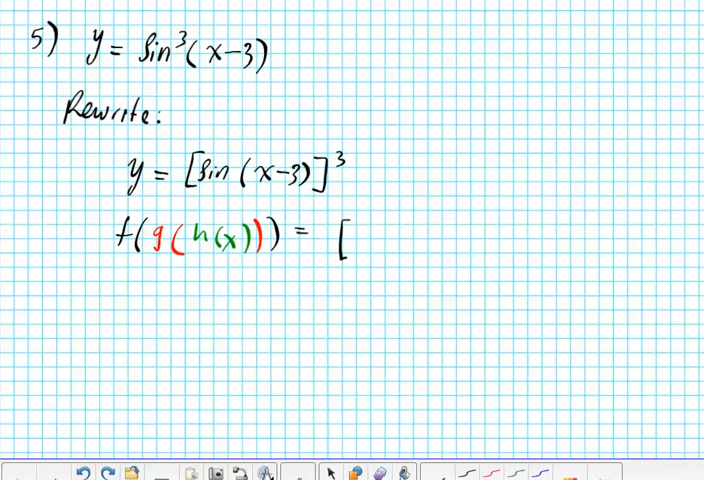 5) y = sin³(x-3)
Rewrite:
y = [sin(x-3)]³
f(g(h(x))) = [